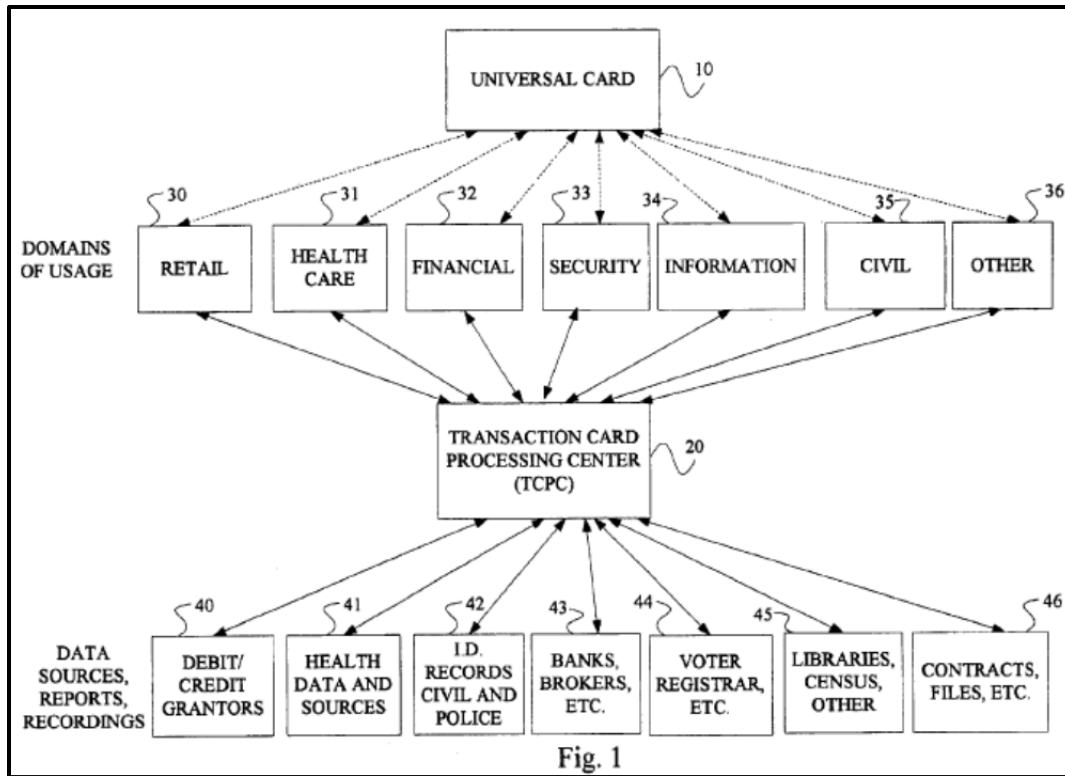 UNIVERSAL CARD
10
30
31
32
33
34
35
36
DOMAINS
OF USAGE
RETAIL
HEALTH
CARE
FINANCIAL
SECURITY
INFORMATION
CIVIL
OTHER
TRANSACTION CARD
PROCESSING CENTER
(TCPC)
20
40
41
42
43
44
45
46
DATA
SOURCES,
REPORTS,
RECORDINGS
DEBIT/
CREDIT
GRANTORS
HEALTH
DATA AND
SOURCES
I.D.
RECORDS
CIVIL AND
POLICE
BANKS,
BROKERS,
ETC.
VOTER
REGISTRAR,
ETC.
LIBRARIES,
CENSUS,
OTHER
CONTRACTS,
FILES, ETC.
Fig. 1